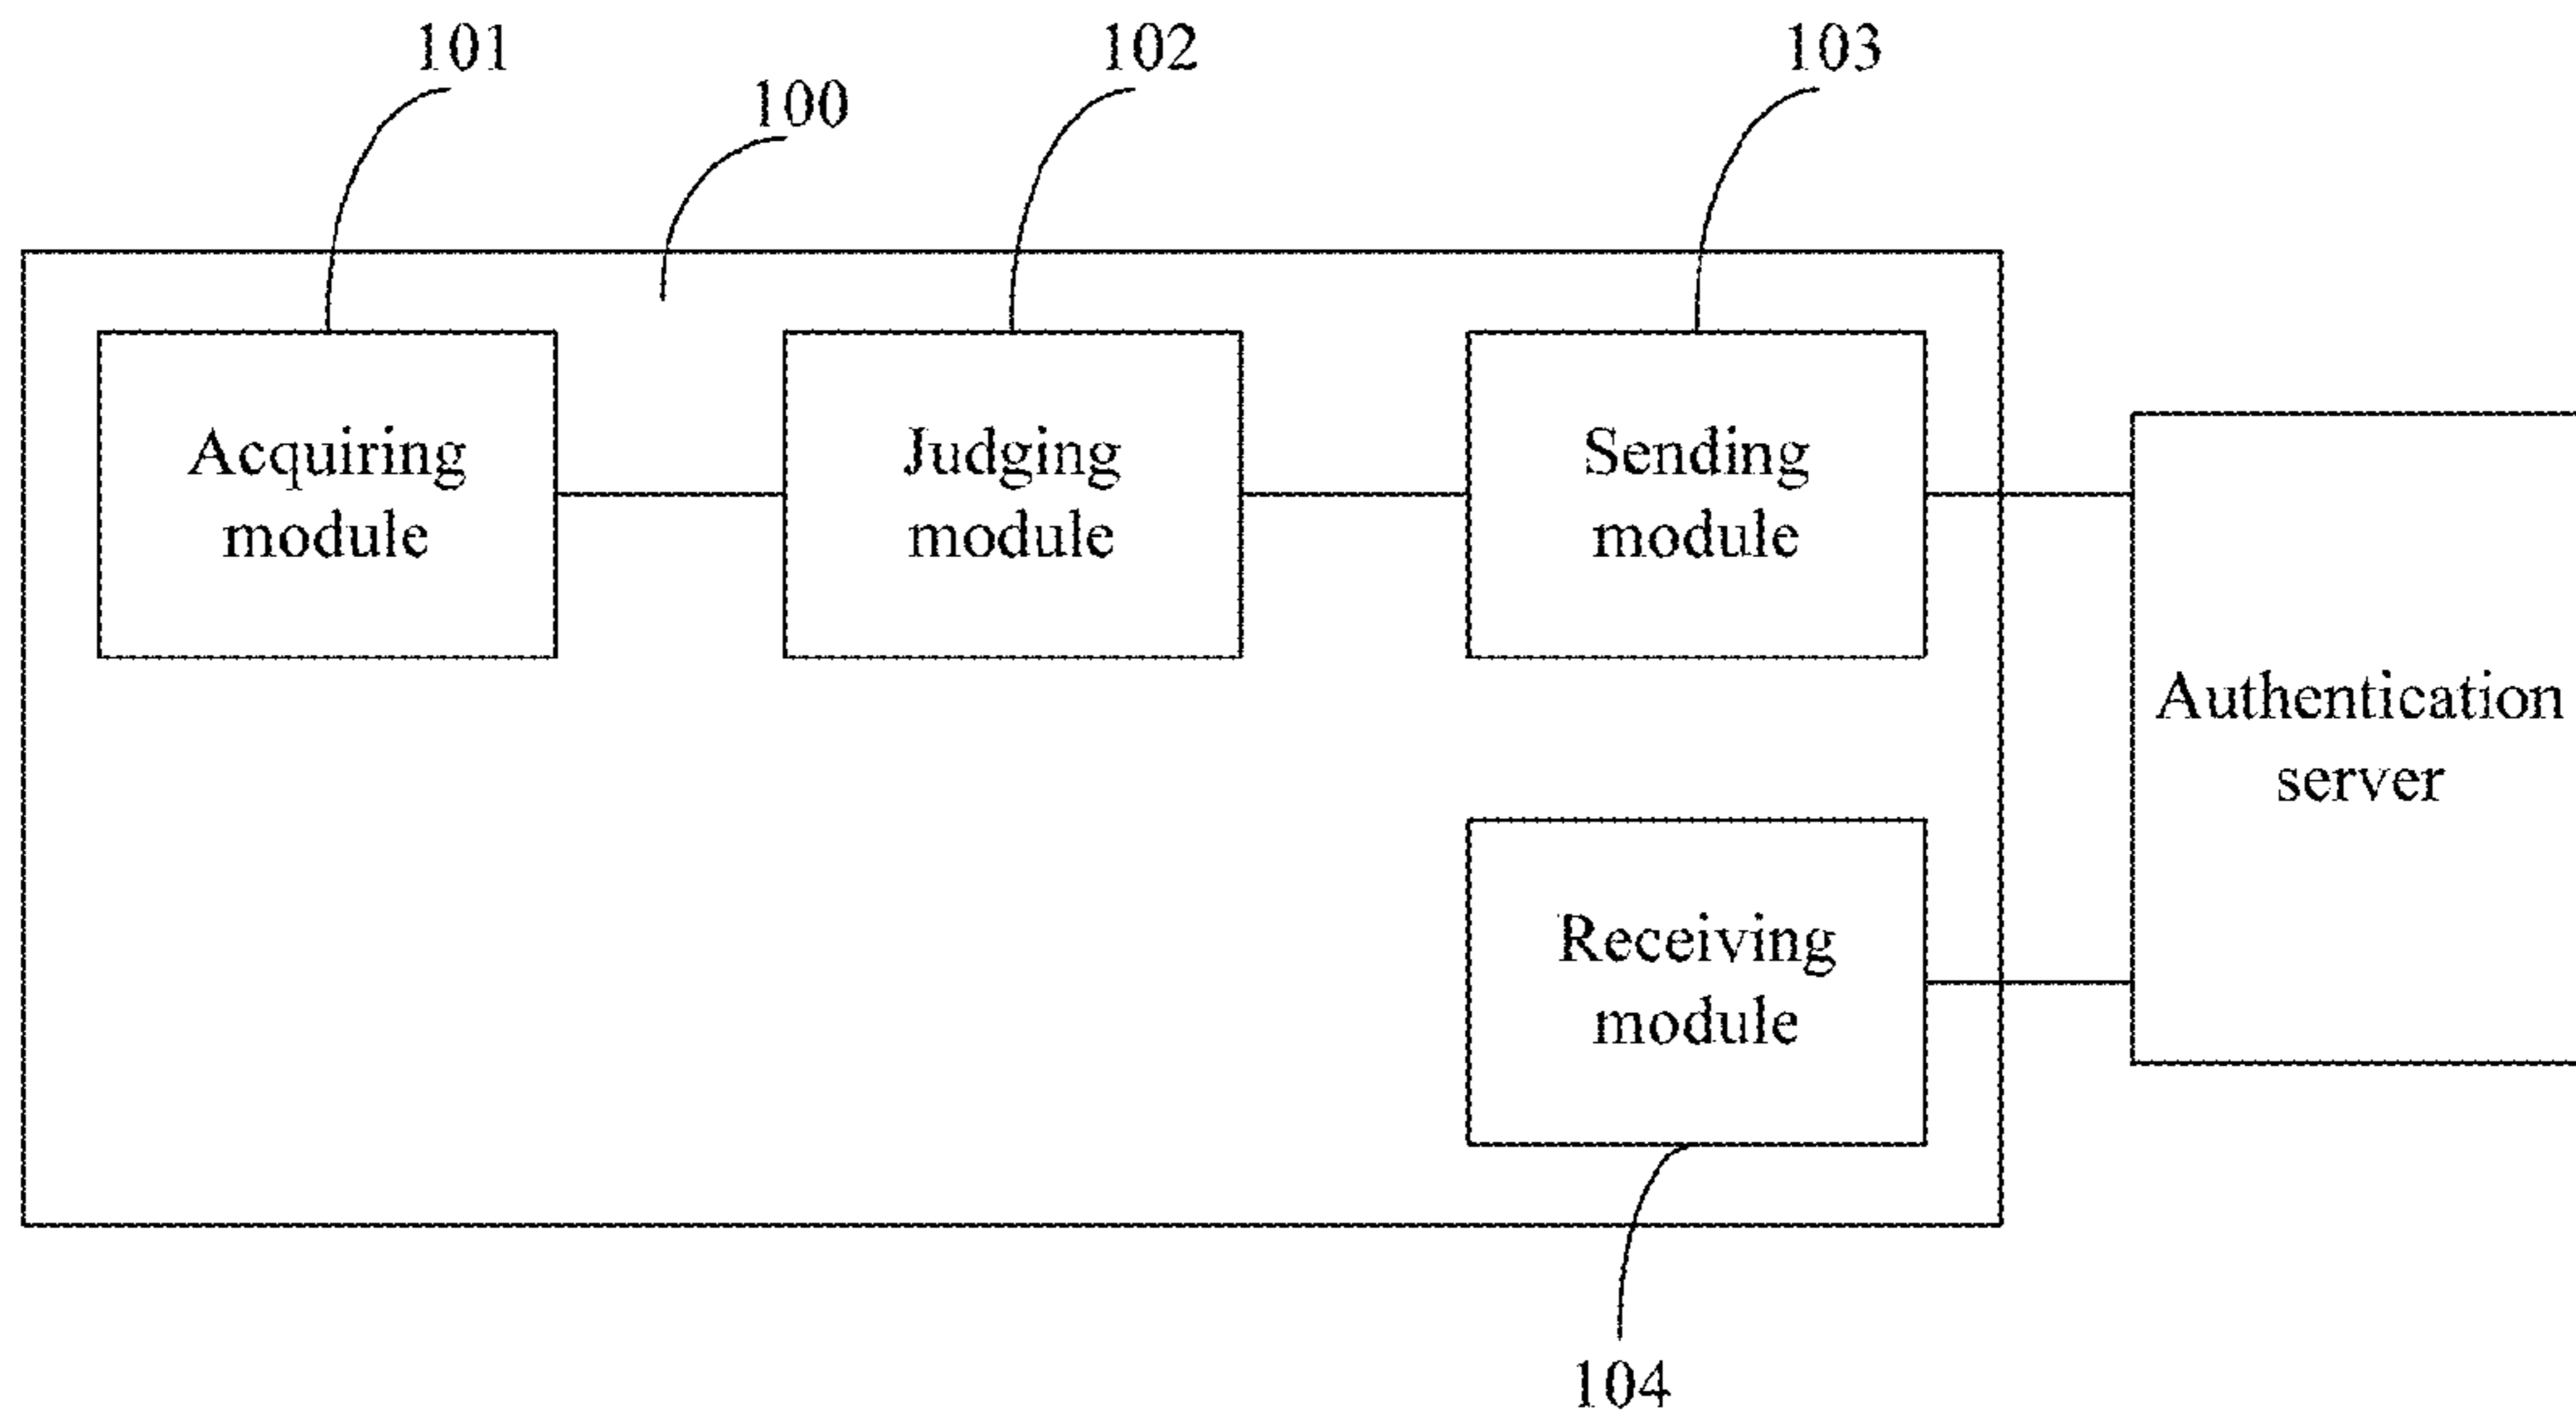 101
100
102
103
Acquiring
module
Judging
module
Sending
module
Authentication
server
Receiving
module
104